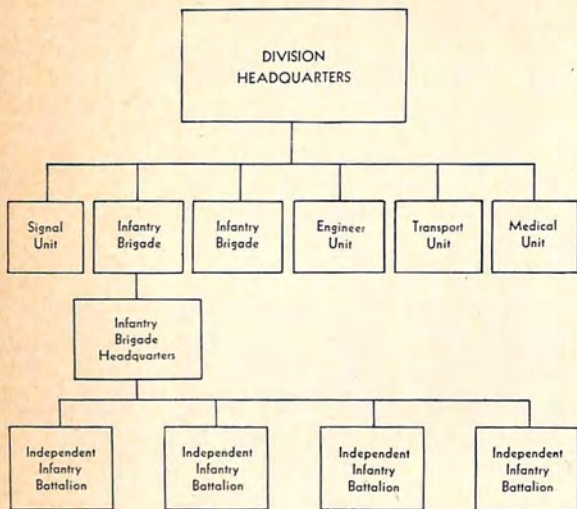 DIVISION
HEADQUARTERS
Signal
Unit
Infantry
Brigade
Infantry
Brigade
Engineer
Unit
Transport
Unit
Medical
Unit
Infantry
Brigade
Headquarters
Independent
Infantry
Battalion
Independent
Infantry
Battalion
Independent
Infantry
Battalion
Independent
Infantry
Battalion